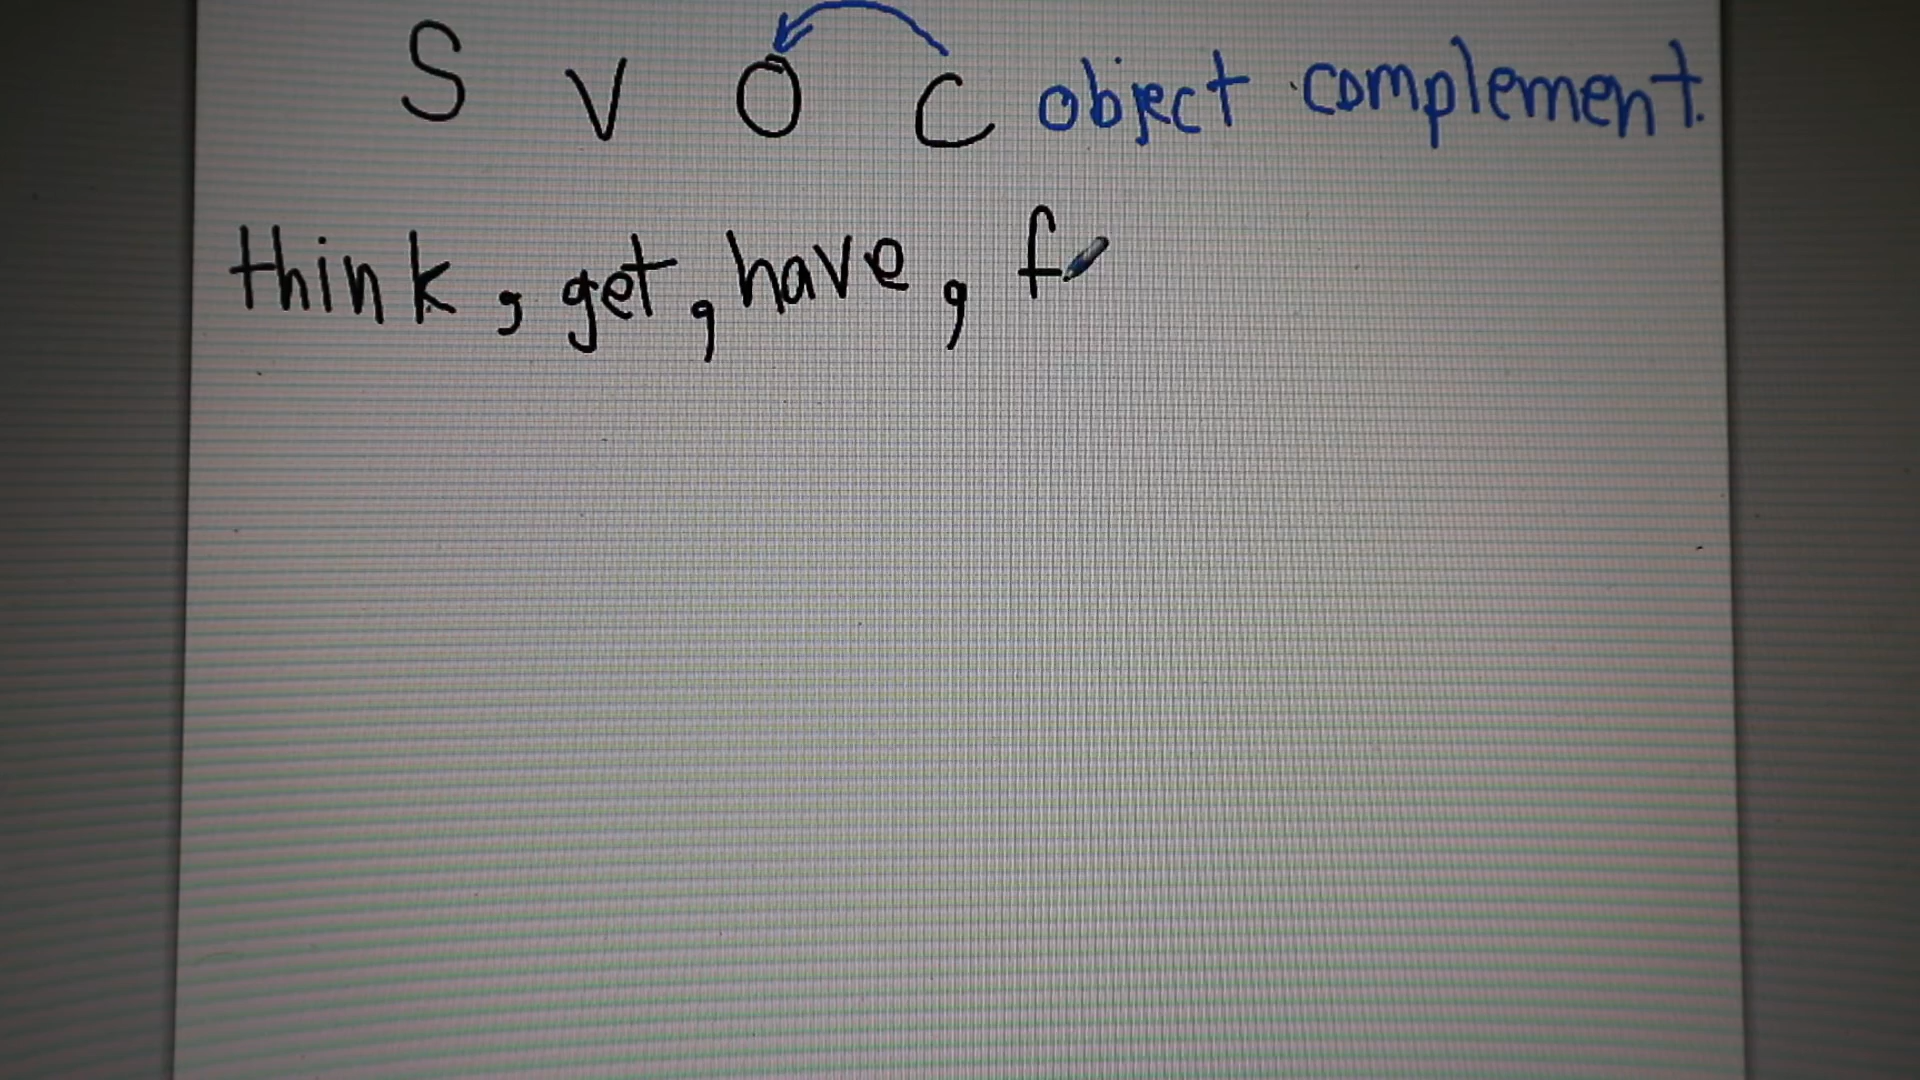 S V O C object complement.
think, get, have, f